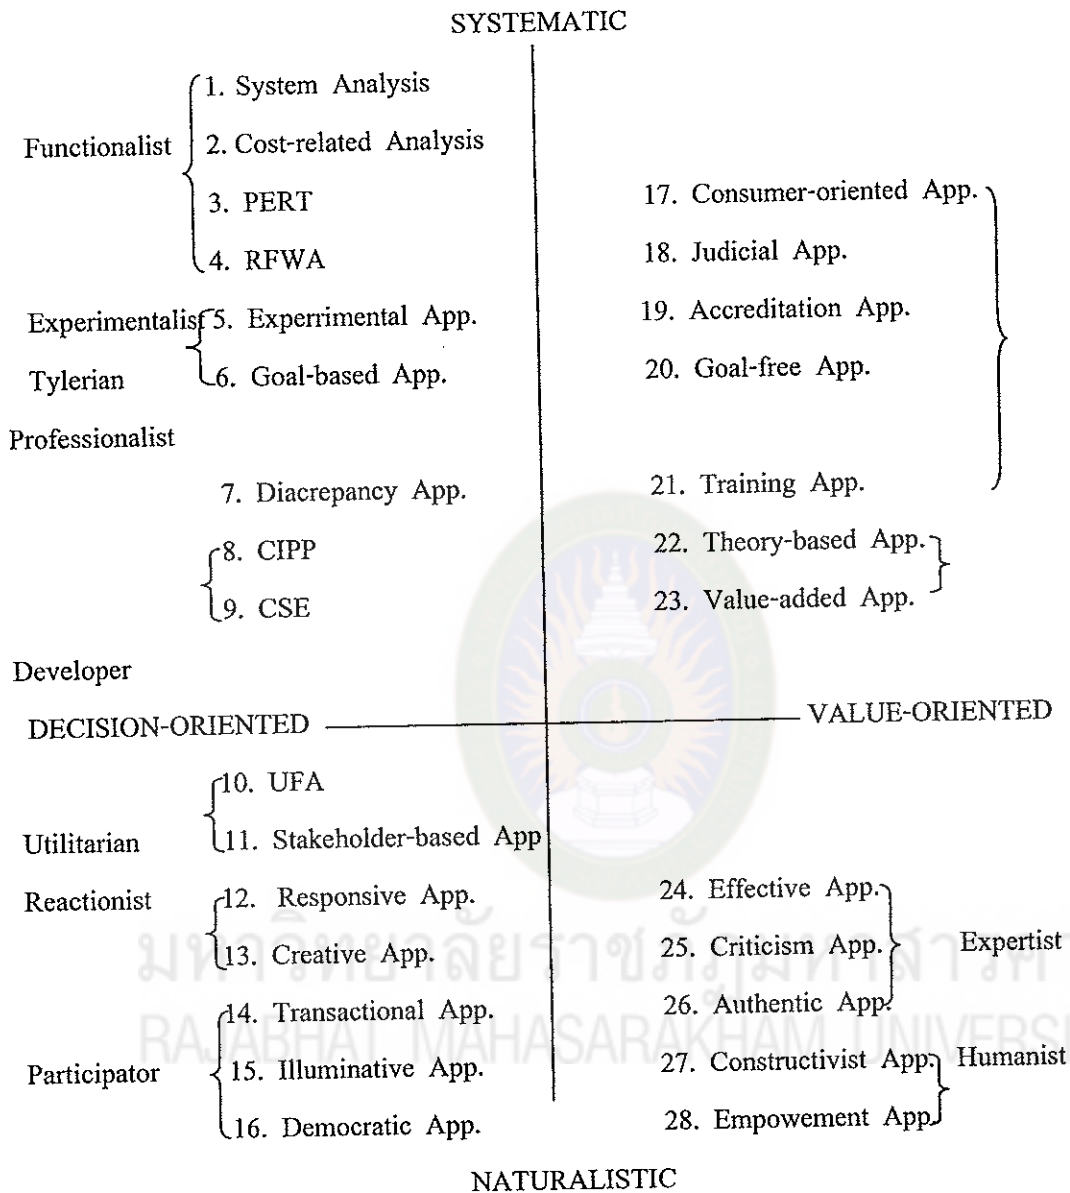 SYSTEMATIC
1. System Analysis
Functionalist
2. Cost-related Analysis
3. PERT
4. RFWA
17. Consumer-oriented App.
18. Judicial App.
Experimentalist
5. Experrimental App.
19. Accreditation App.
Tylerian
6. Goal-based App.
20. Goal-free App.
Professionalist
7. Diacrepancy App.
21. Training App.
8. CIPP
22. Theory-based App.
9. CSE
23. Value-added App.
Developer
DECISION-ORIENTED
VALUE-ORIENTED
10. UFA
Utilitarian
11. Stakeholder-based App
Reactionist
12. Responsive App.
24. Effective App.
13. Creative App.
25. Criticism App.
Expertist
14. Transactional App.
26. Authentic App.
Participator
15. Illuminative App.
27. Constructivist App.
Humanist
16. Democratic App.
28. Empowement App.
NATURALISTIC
มหาวิทยาลัยราชภัฏมหาสารค
RAJABHAT MAHASARAKHAM UNIVERSI